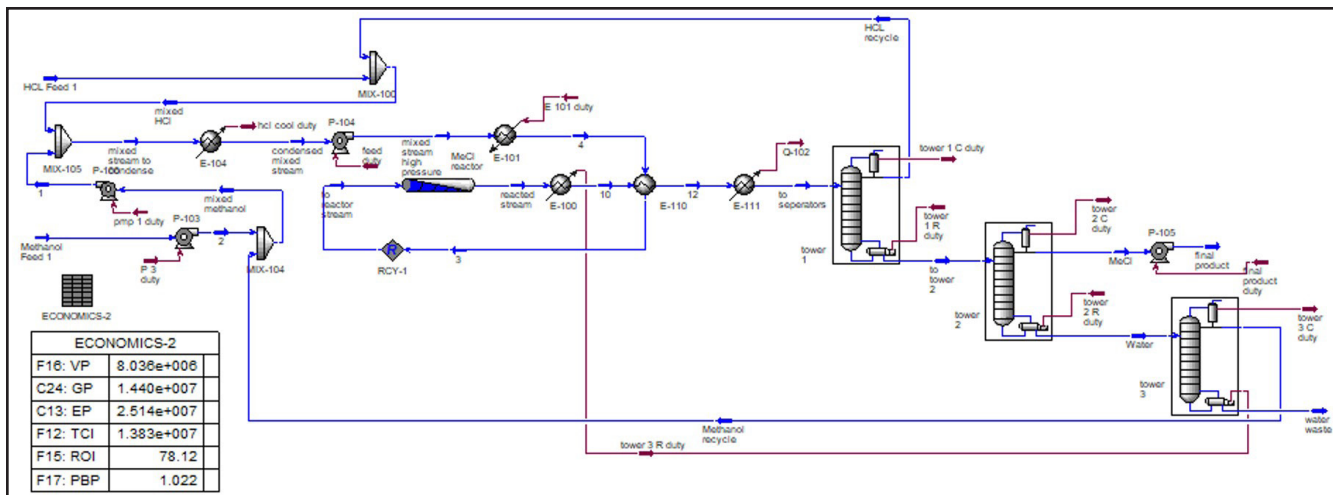 HCL
recycle
HCL Feed 1
MIX-100
mixed
HCl
hcl cool duty
P-104
E 101 duty
MIX-105
mixed
stream to
condense
E-104
condensed
mixed
stream
feed
duty
mixed
stream
high
pressure
MeCl
reactor
E-101
4
Q-102
tower 1 C duty
1
P-100
mixed
methanol
pmp 1 duty
to
reactor
stream
reacted
stream
E-100
10
E-110
12
E-111
to
seperators
tower
1 R
duty
tower
1
to
tower
2
tower
2 C
duty
P-105
MeCl
final
product
final
product
duty
Methanol
Feed 1
P-103
2
P 3
duty
MIX-104
RCY-1
3
tower
2
tower
2 R
duty
Water
tower
3 C
duty
tower
3
water
waste
Methanol
recycle
tower 3 R duty
ECONOMICS-2
ECONOMICS-2
F16: VP 8.036e+006
C24: GP 1.440e+007
C13: EP 2.514e+007
F12: TCI 1.383e+007
F15: ROI 78.12
F17: PBP 1.022